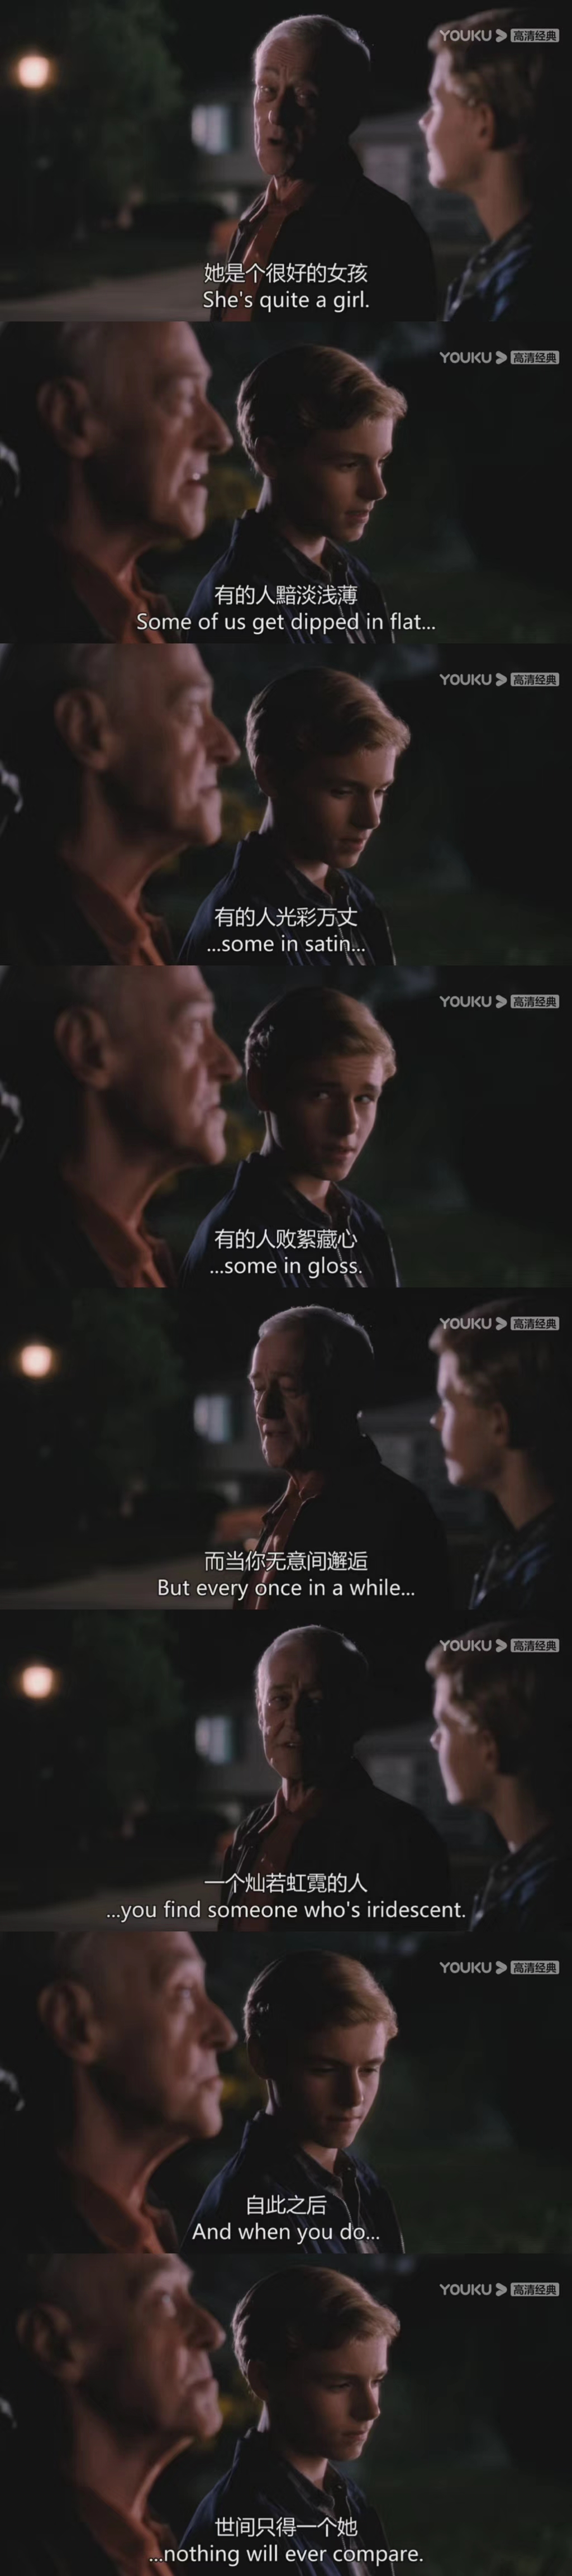 YOUKU 高清经典
她是个很好的女孩
She's quite a girl.
YOUKU 高清经典
有的人黯淡浅薄
Some of us get dipped in flat...
YOUKU 高清经典
有的人光彩万丈
...some in satin...
YOUKU 高清经典
有的人败絮藏心
...some in gloss.
YOUKU 高清经典
而当你无意间邂逅
But every once in a while...
YOUKU 高清经典
一个灿若虹霓的人
...you find someone who's iridescent.
YOUKU 高清经典
自此之后
And when you do...
YOUKU 高清经典
世间只得一个她
...nothing will ever compare.